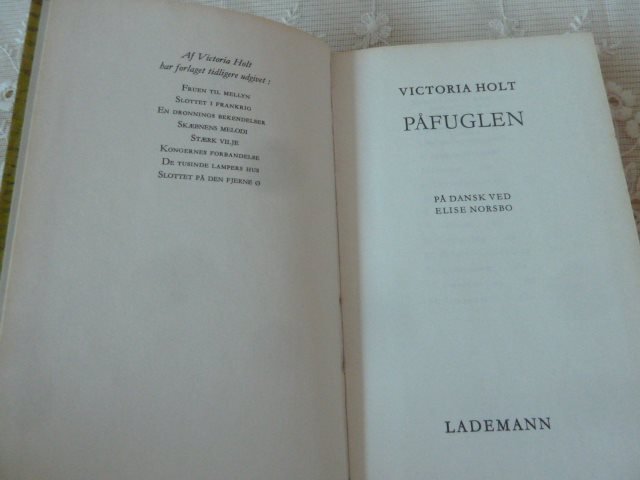 Af Victoria Holt
har forlaget tidligere udgivet:
FRUEN TIL MELLYN
SLOTTET I FRANKRIG
EN DRONNINGS BEKENDELSER
SKÆBNENS MELODI
STÆRK VILJE
KONGERNES FORBANDELSE
DE TUSINDE LAMPERS HUS
SLOTTET PÅ DEN FJERNE Ø
VICTORIA HOLT
PÅFUGLEN
PÅ DANSK VED
ELISE NORSBO
LADEMANN